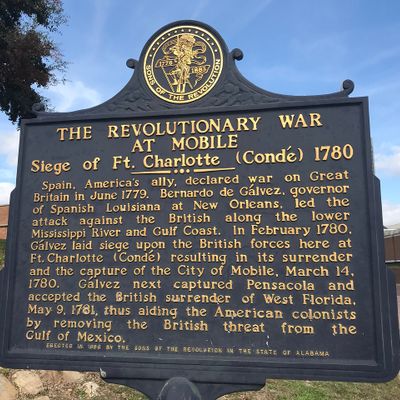 SONS OF THE REVOLUTION
THE REVOLUTIONARY WAR
AT MOBILE
Siege of Ft. Charlotte (Condé) 1780
Spain, America's ally, declared war on Great
Britain in June 1779. Bernardo de Gálvez, governor
of Spanish Louisiana at New Orleans, led the
attack against the British along the lower
Mississippi River and Gulf Coast. In February 1780,
Gálvez laid siege upon the British forces here at
Ft. Charlotte (Condé) resulting in its surrender
and the capture of the City of Mobile, March 14,
1780. Gálvez next captured Pensacola and
accepted the British surrender of West Florida,
May 9, 1781, thus aiding the American colonists
by removing the British threat from the
Gulf of Mexico.
ERECTED IN BY THE SONS OF THE REVOLUTION IN THE STATE OF ALABAMA